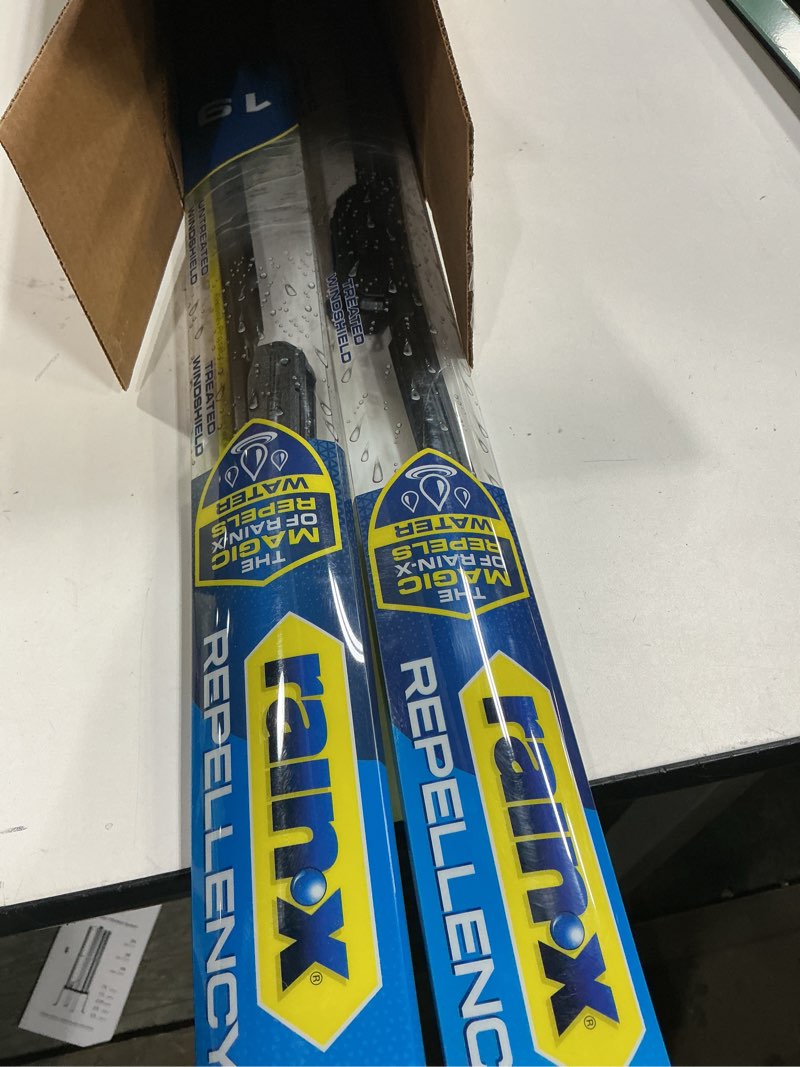 19
UNTREATED
WINDSHIELD
TREATED
WINDSHIELD
THE
MAGIC
OF RAIN-X
REPELS
WATER
rain-x®
REPELLENCY
TREATED
WINDSHIELD
THE
MAGIC
OF RAIN-X
REPELS
WATER
rain-x®
REPELLENC